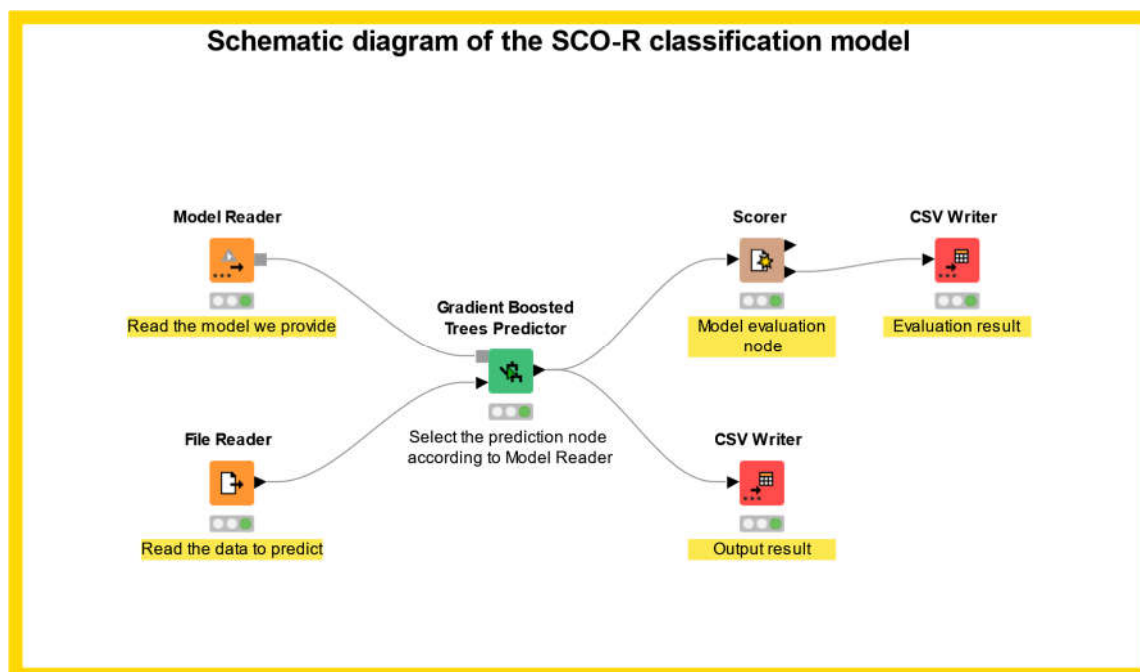 Schematic diagram of the SCO-R classification model
Model Reader
Read the model we provide
File Reader
Read the data to predict
Gradient Boosted
Trees Predictor
Select the prediction node
according to Model Reader
Scorer
Model evaluation
node
CSV Writer
Evaluation result
CSV Writer
Output result